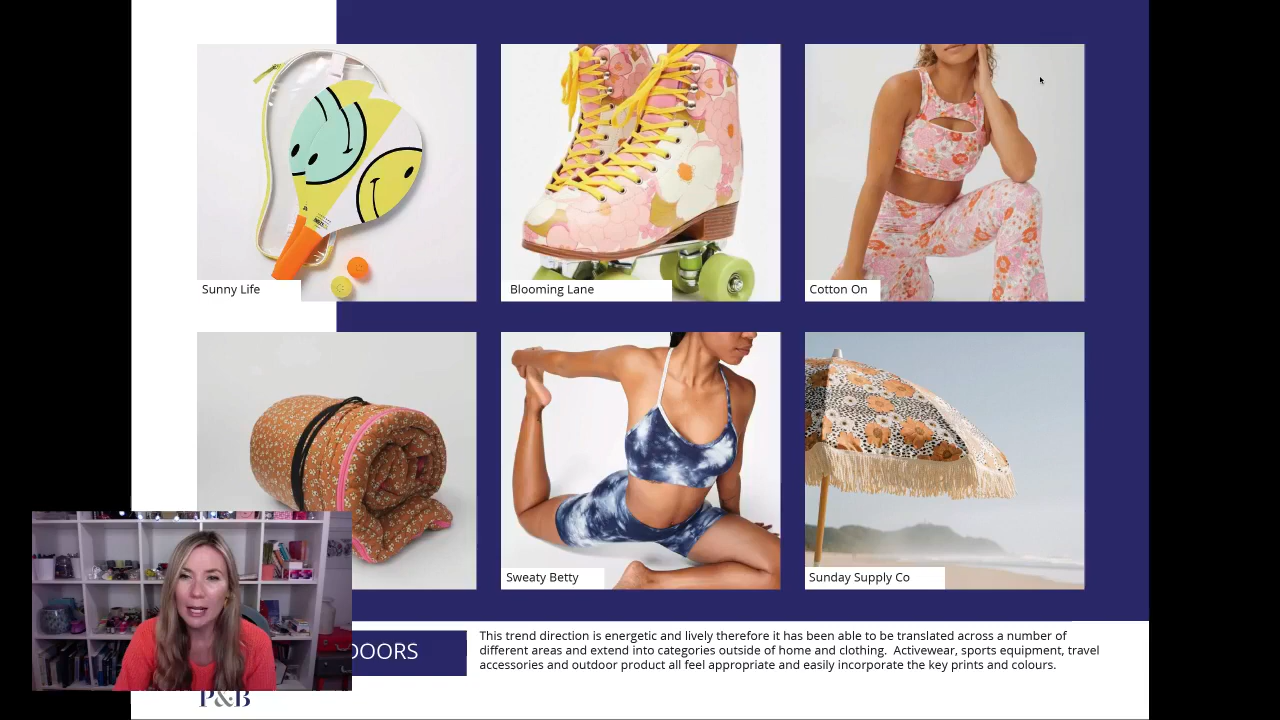 Sunny Life
Blooming Lane
Cotton On
Sweaty Betty
Sunday Supply Co
DOORS
This trend direction is energetic and lively therefore it has been able to be translated across a number of
different areas and extend into categories outside of home and clothing.  Activewear, sports equipment, travel
accessories and outdoor product all feel appropriate and easily incorporate the key prints and colours.
P&B